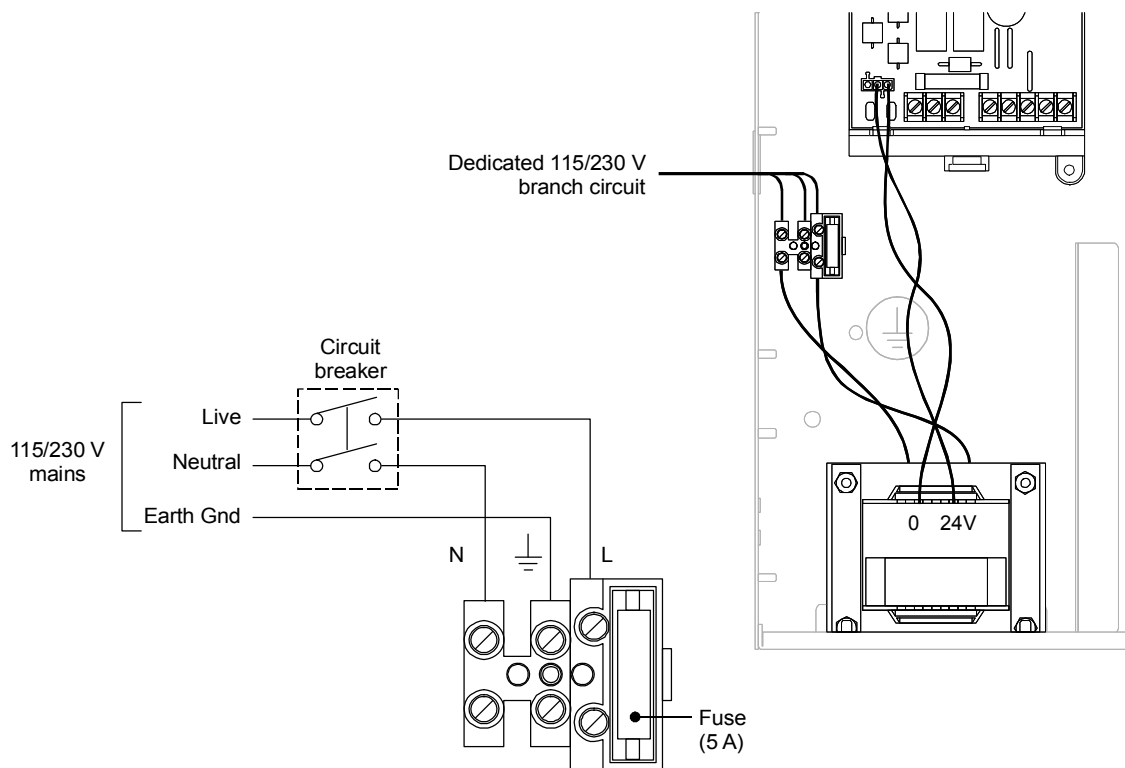 Dedicated 115/230 V
branch circuit
Circuit
breaker
Live
115/230 V
mains
Neutral
Earth Gnd
N
L
0 24V
Fuse
(5 A)